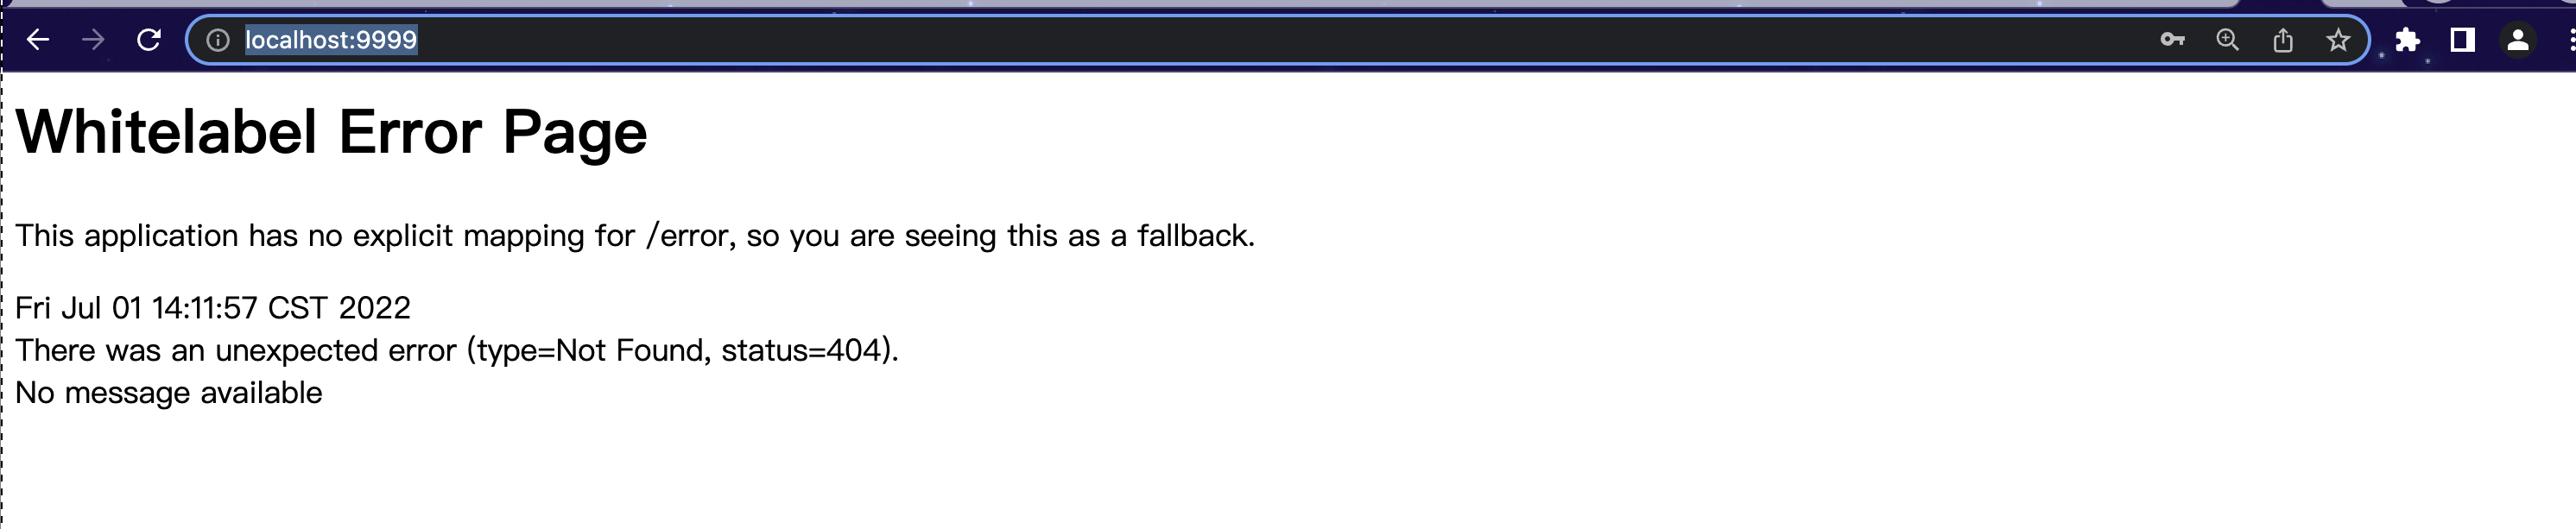 localhost:9999
Whitelabel Error Page
This application has no explicit mapping for /error, so you are seeing this as a fallback.
Fri Jul 01 14:11:57 CST 2022
There was an unexpected error (type=Not Found, status=404).
No message available